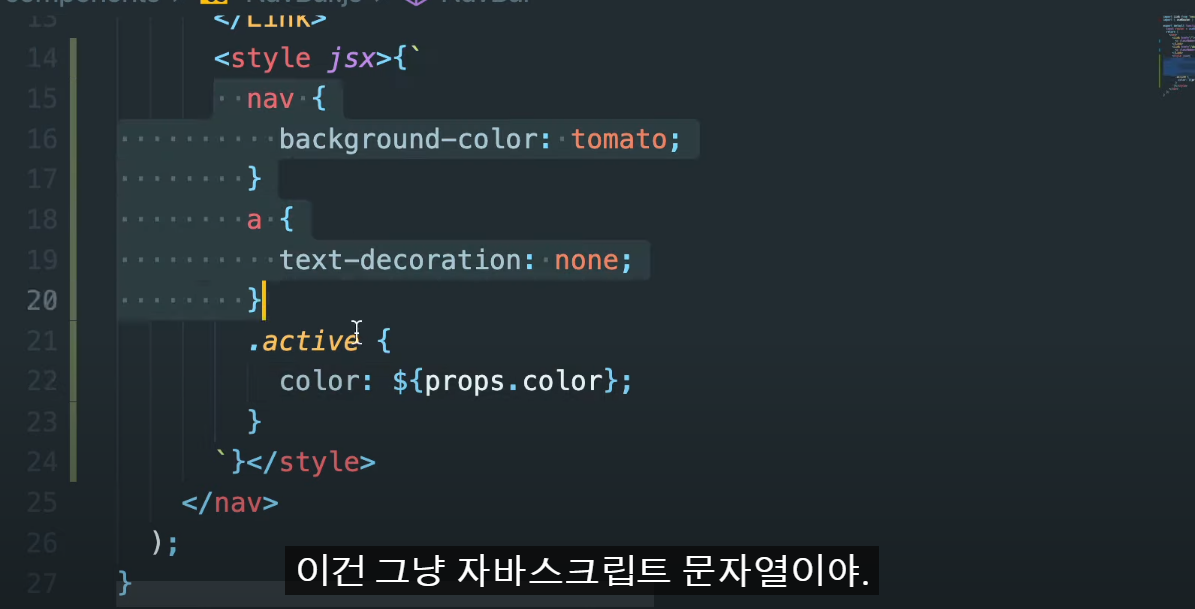 components > NavBar.js > NavBar
13 </Link>
14 <style jsx>{`
15 nav {
16 background-color: tomato;
17 }
18 a {
19 text-decoration: none;
20 }
21 .active {
22 color: ${props.color};
23 }
24 `}</style>
25 </nav>
26 );
27 }
이건 그냥 자바스크립트 문자열이야.